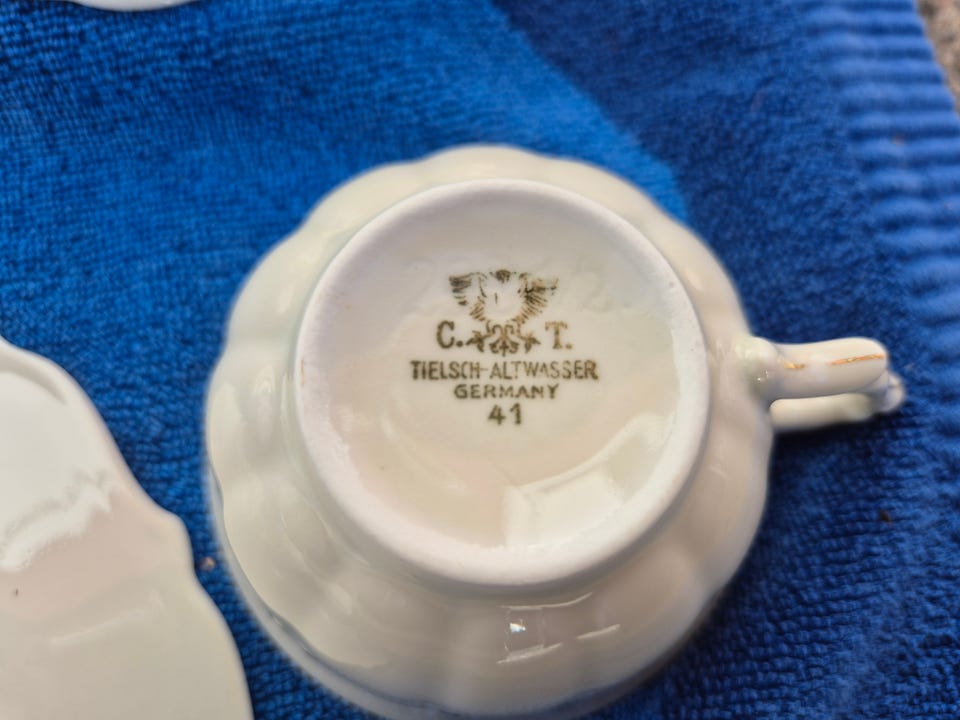 C. T.
TIELSCH-ALTWASSER
GERMANY
41